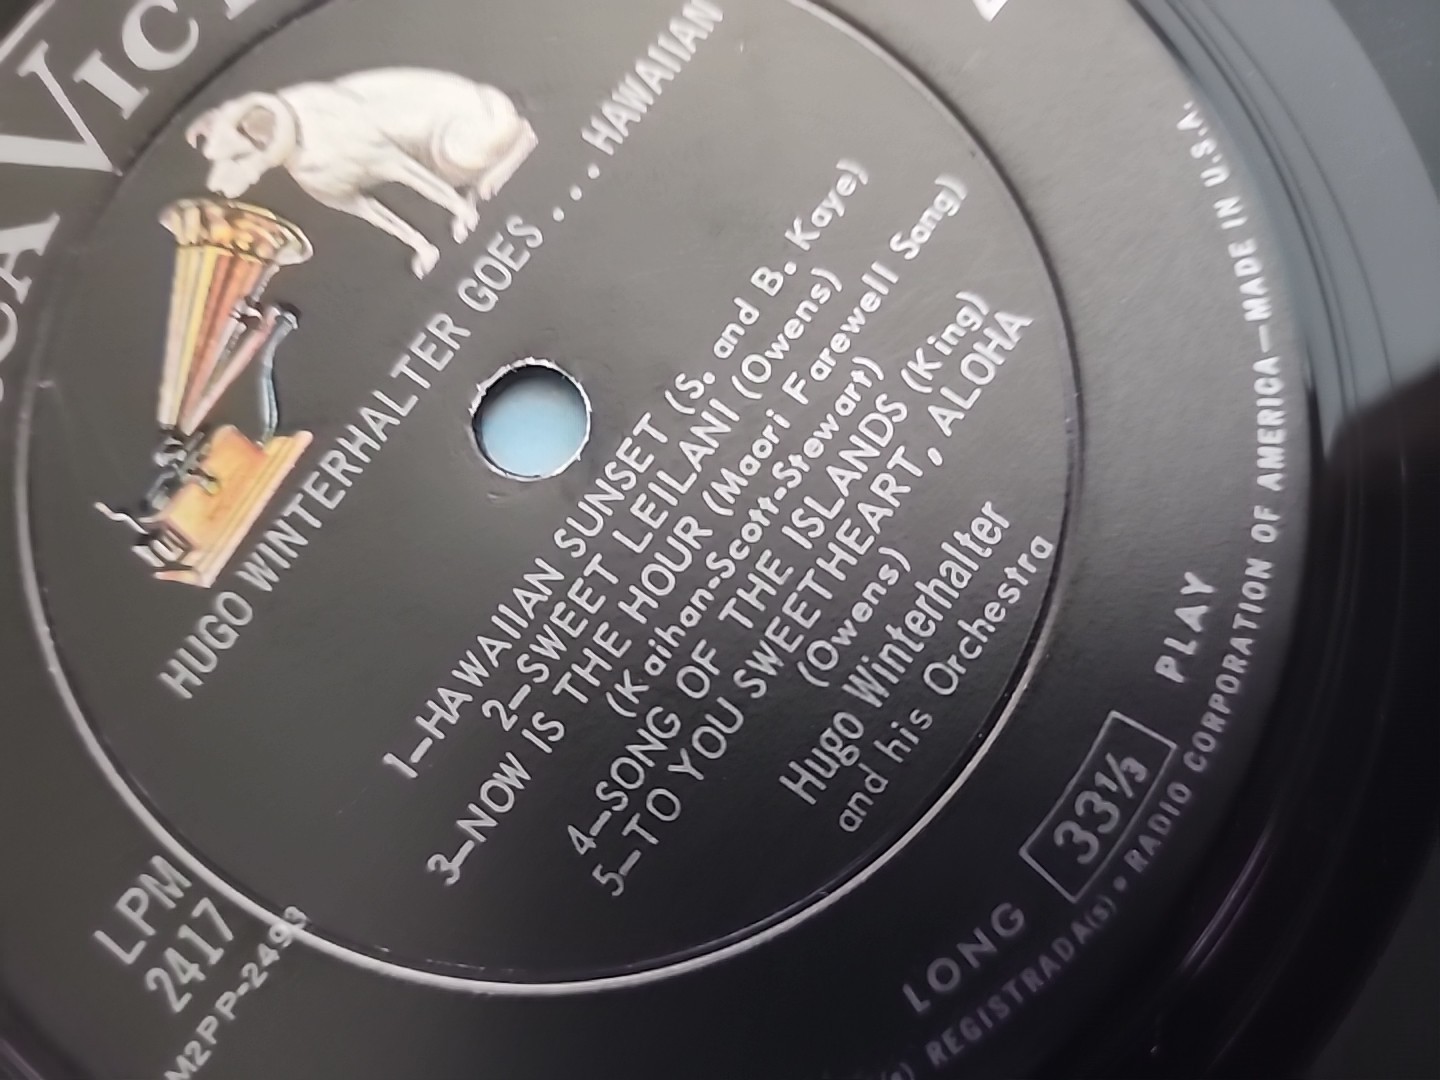 HUGO WINTERHALTER GOES . . . HAWAIIAN
1-HAWAIIAN SUNSET (S. and B. Kaye)
2-SWEET LEILANI (Owens)
3-NOW IS THE HOUR (Maori Farewell Song)
(Kaihan-Scott-Stewart)
4-SONG OF THE ISLANDS (King)
5-TO YOU SWEETHEART, ALOHA
(Owens)
Hugo Winterhalter
and his Orchestra
LPM
2417
M2PP-2493
LONG 33⅓ PLAY
REGISTRADA(S) • RADIO CORPORATION OF AMERICA—MADE IN U.S.A.